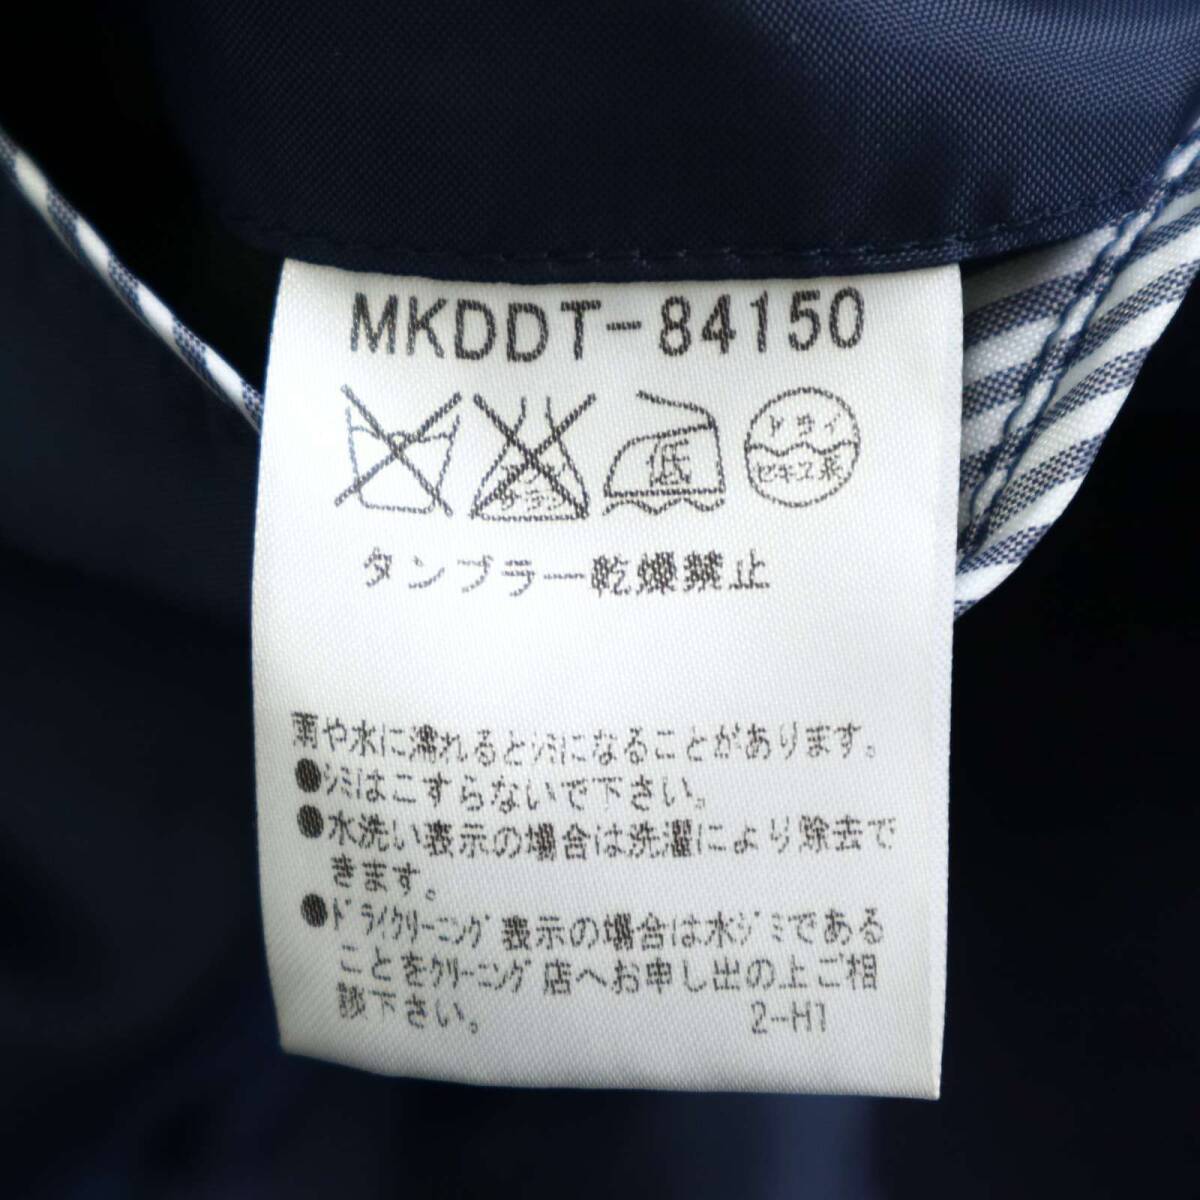 MKDDT-84150
エンソ サラシ 低 ドライ セキユ系
タンブラー乾燥禁止
雨や水に濡れるとシミになることがあります。
●シミはこすらないで下さい。
●水洗い表示の場合は洗濯により除去で
きます。
●ドライクリーニング表示の場合は水ジミである
ことをクリーニング店へお申し出の上ご相
談下さい。 2-H1